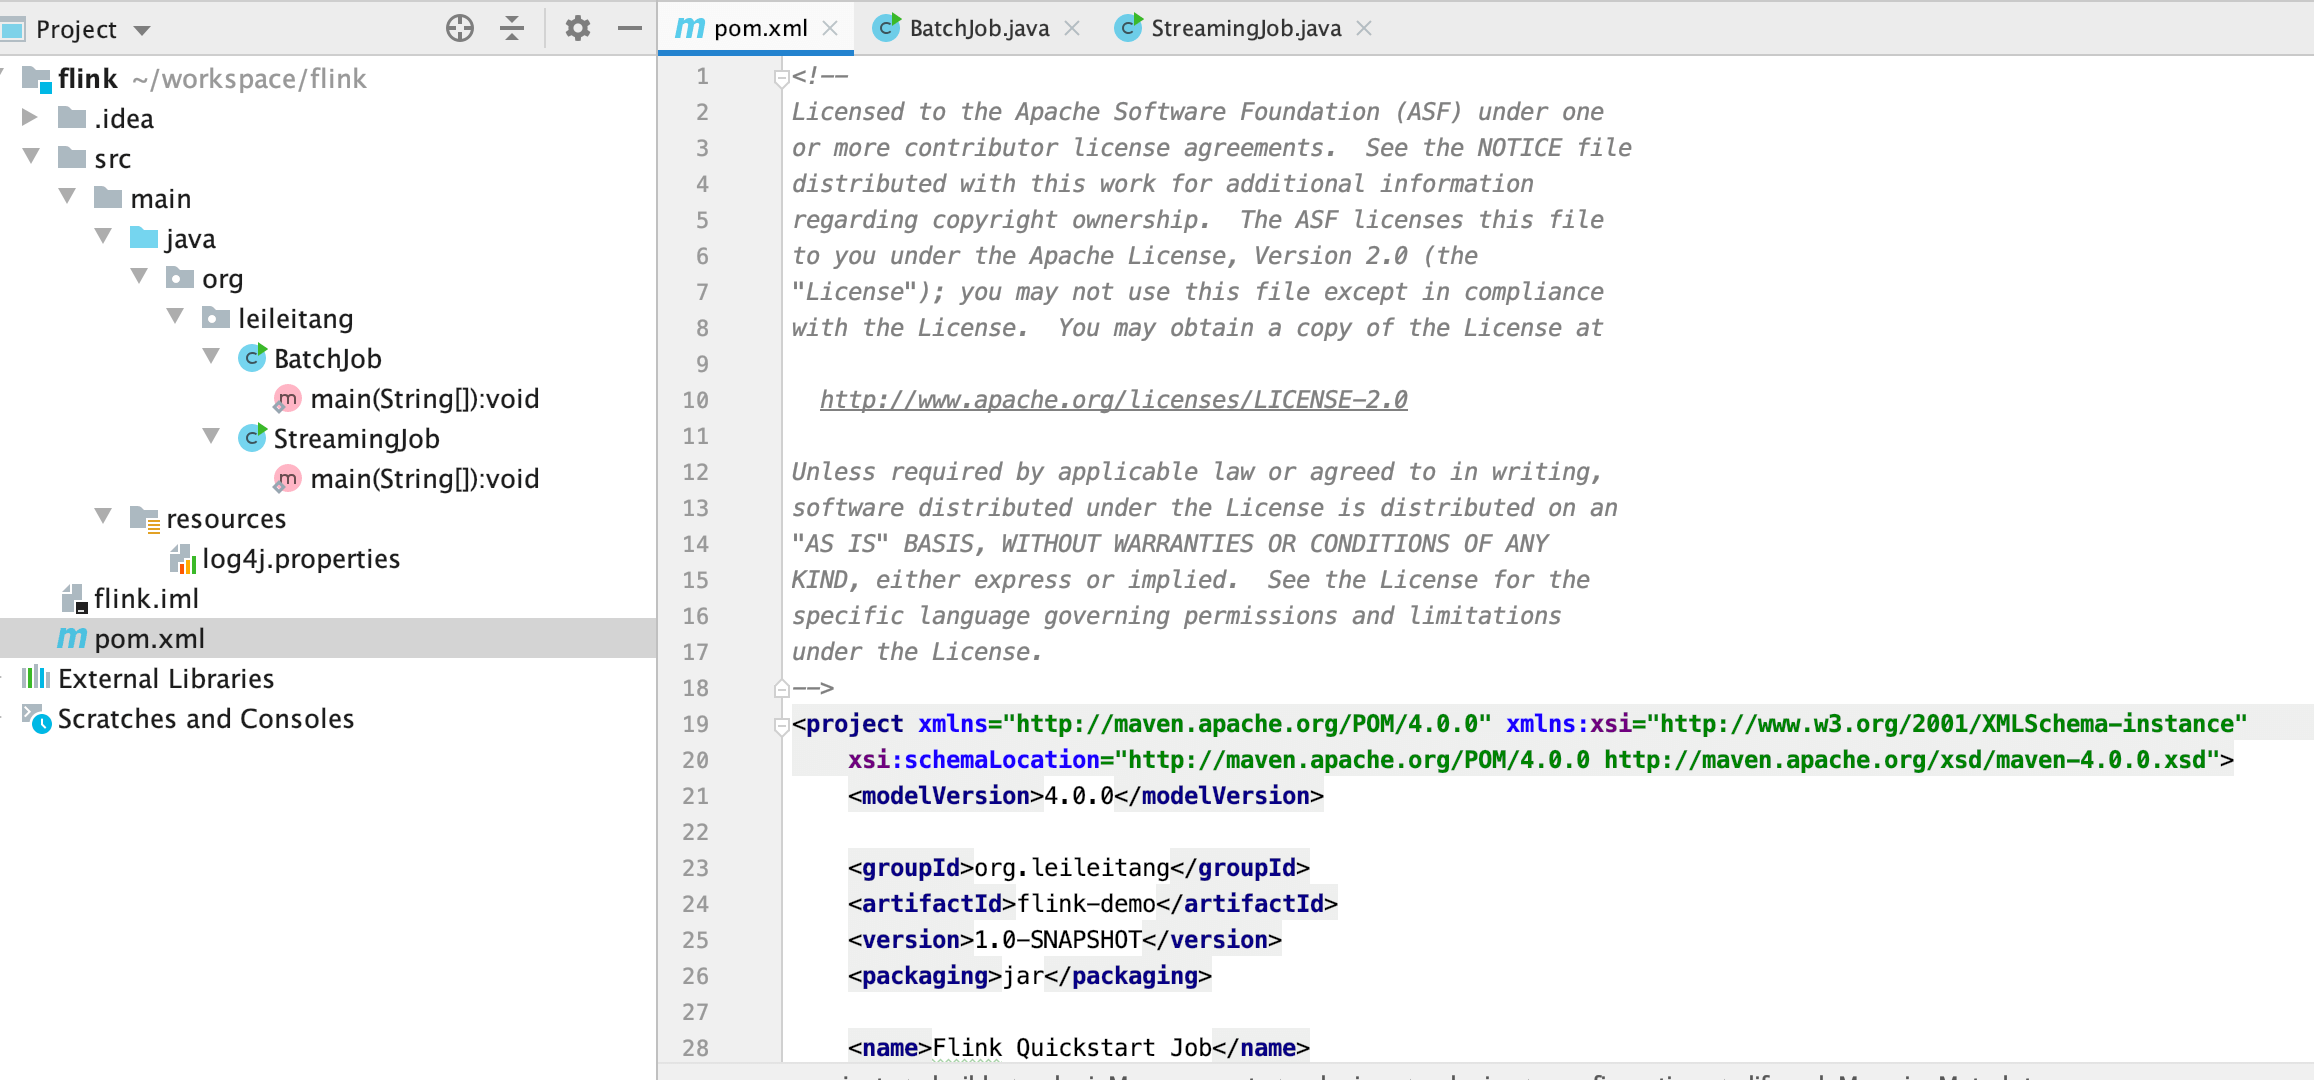 Project
flink ~/workspace/flink
.idea
src
main
java
org
leileitang
BatchJob
main(String[]):void
StreamingJob
main(String[]):void
resources
log4j.properties
flink.iml
pom.xml
External Libraries
Scratches and Consoles
pom.xml
BatchJob.java
StreamingJob.java
1 <!--
2 Licensed to the Apache Software Foundation (ASF) under one
3 or more contributor license agreements.  See the NOTICE file
4 distributed with this work for additional information
5 regarding copyright ownership.  The ASF licenses this file
6 to you under the Apache License, Version 2.0 (the
7 "License"); you may not use this file except in compliance
8 with the License.  You may obtain a copy of the License at
9
10   http://www.apache.org/licenses/LICENSE-2.0
11
12 Unless required by applicable law or agreed to in writing,
13 software distributed under the License is distributed on an
14 "AS IS" BASIS, WITHOUT WARRANTIES OR CONDITIONS OF ANY
15 KIND, either express or implied.  See the License for the
16 specific language governing permissions and limitations
17 under the License.
18 -->
19 <project xmlns="http://maven.apache.org/POM/4.0.0" xmlns:xsi="http://www.w3.org/2001/XMLSchema-instance"
20     xsi:schemaLocation="http://maven.apache.org/POM/4.0.0 http://maven.apache.org/xsd/maven-4.0.0.xsd">
21     <modelVersion>4.0.0</modelVersion>
22
23     <groupId>org.leileitang</groupId>
24     <artifactId>flink-demo</artifactId>
25     <version>1.0-SNAPSHOT</version>
26     <packaging>jar</packaging>
27
28     <name>Flink Quickstart Job</name>